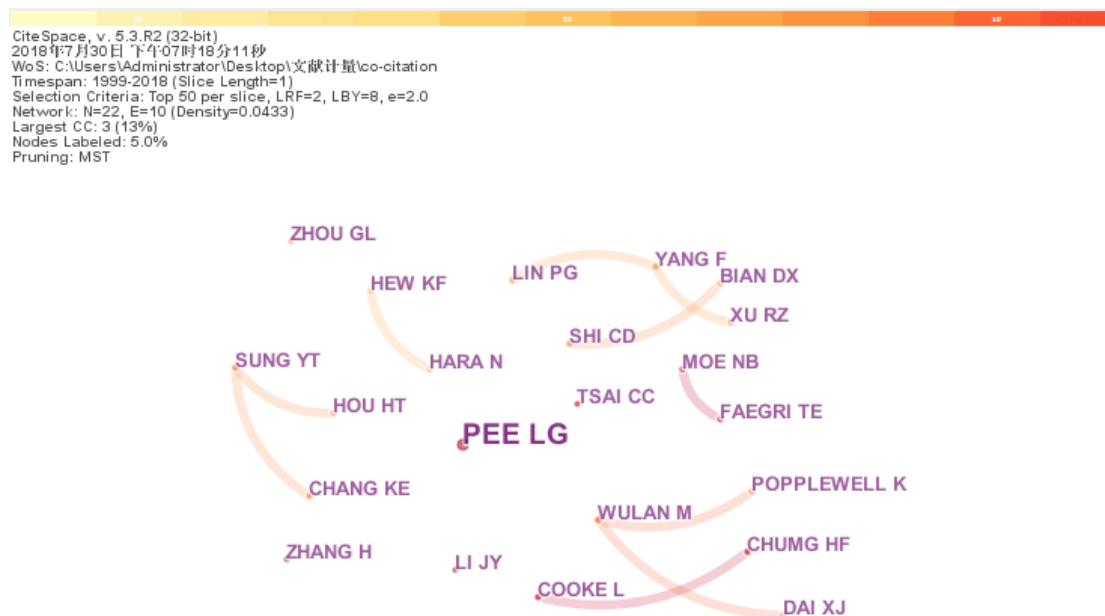 CiteSpace, v. 5.3.R2 (32-bit)
2018年7月30日 下午07时18分11秒
WoS: C:\Users\Administrator\Desktop\文献计量\co-citation
Timespan: 1999-2018 (Slice Length=1)
Selection Criteria: Top 50 per slice, LRF=2, LBY=8, e=2.0
Network: N=22, E=10 (Density=0.0433)
Largest CC: 3 (13%)
Nodes Labeled: 5.0%
Pruning: MST
ZHOU GL
LIN PG
YANG F
BIAN DX
HEW KF
XU RZ
SHI CD
SUNG YT
HARA N
MOE NB
TSAI CC
HOU HT
FAEGRI TE
PEE LG
CHANG KE
POPPLEWELL K
WULAN M
ZHANG H
LI JY
CHUMG HF
COOKE L
DAI XJ